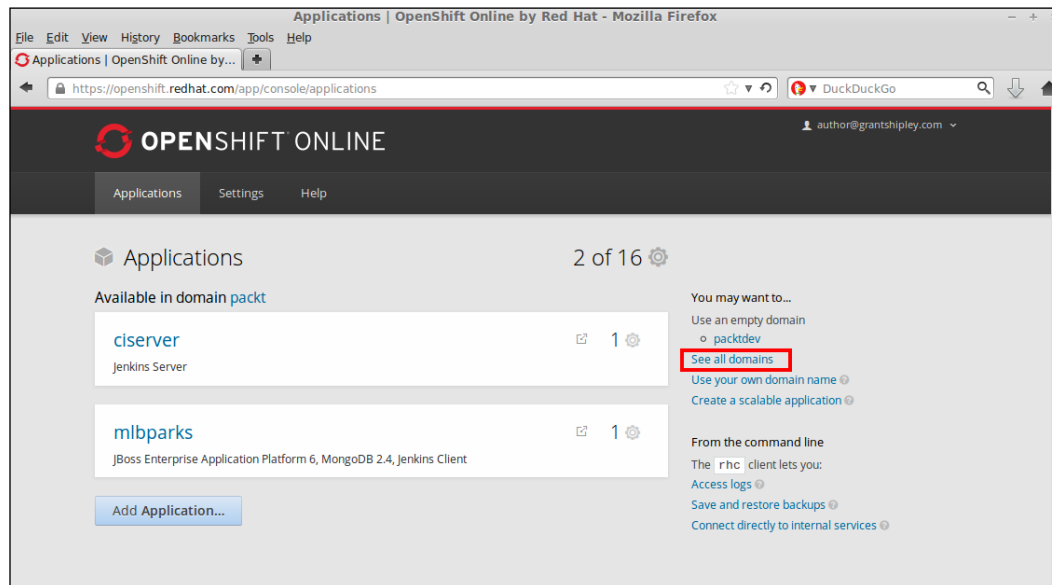 Applications | OpenShift Online by Red Hat - Mozilla Firefox
File Edit View History Bookmarks Tools Help
Applications | OpenShift Online by...
https://openshift.redhat.com/app/console/applications
DuckDuckGo
OPENSHIFT ONLINE
author@grantshipley.com
Applications Settings Help
Applications 2 of 16
Available in domain packt
ciserver 1
Jenkins Server
mlbparks 1
JBoss Enterprise Application Platform 6, MongoDB 2.4, Jenkins Client
Add Application...
You may want to...
Use an empty domain
packtdev
See all domains
Use your own domain name ?
Create a scalable application ?
From the command line
The rhc client lets you:
Access logs ?
Save and restore backups ?
Connect directly to internal services ?